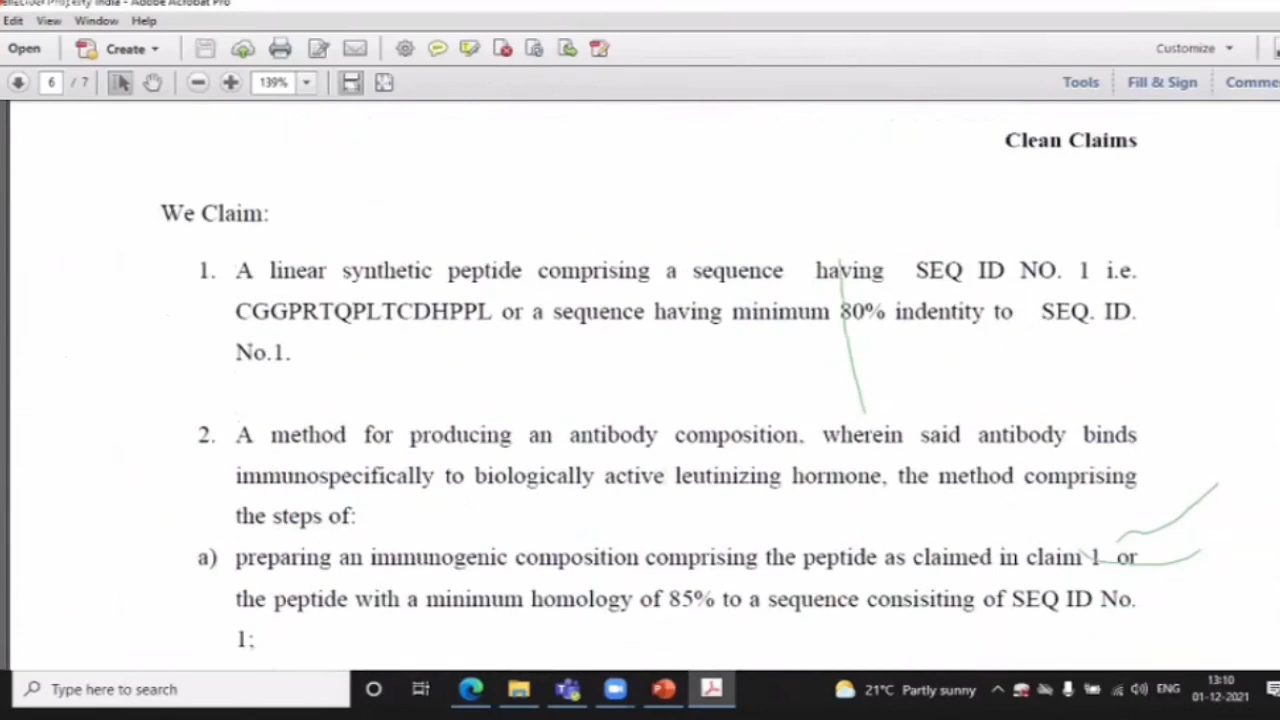 Edit View Window Help
Open Create Customize
6 / 7 139% Tools Fill & Sign
Clean Claims
We Claim:
1. A linear synthetic peptide comprising a sequence having SEQ ID NO. 1 i.e.
CGGPRTQPLTCDHPPL or a sequence having minimum 80% indentity to SEQ. ID.
No.1.
2. A method for producing an antibody composition. wherein said antibody binds
immunospecifically to biologically active leutinizing hormone, the method comprising
the steps of:
a) preparing an immunogenic composition comprising the peptide as claimed in claim 1 or
the peptide with a minimum homology of 85% to a sequence consisiting of SEQ ID No.
1;
Type here to search 21°C Partly sunny ENG 13:10
01-12-2021